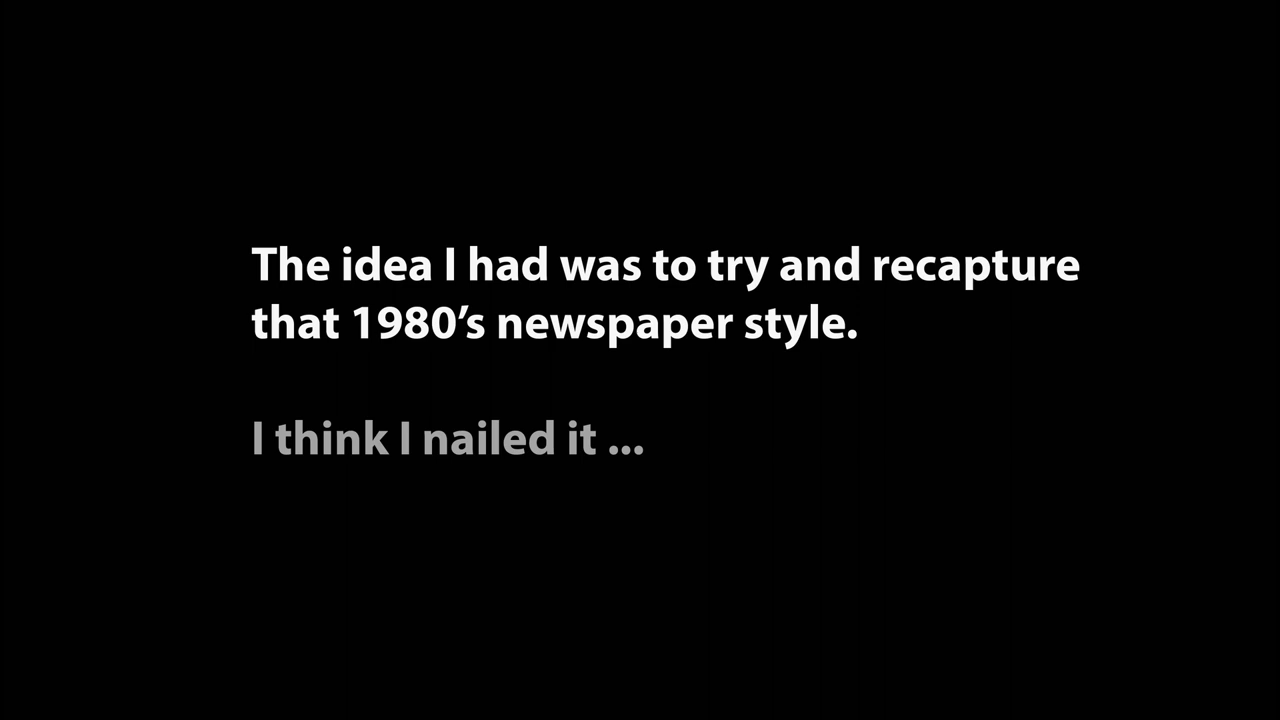 The idea I had was to try and recapture
that 1980’s newspaper style.
I think I nailed it ...